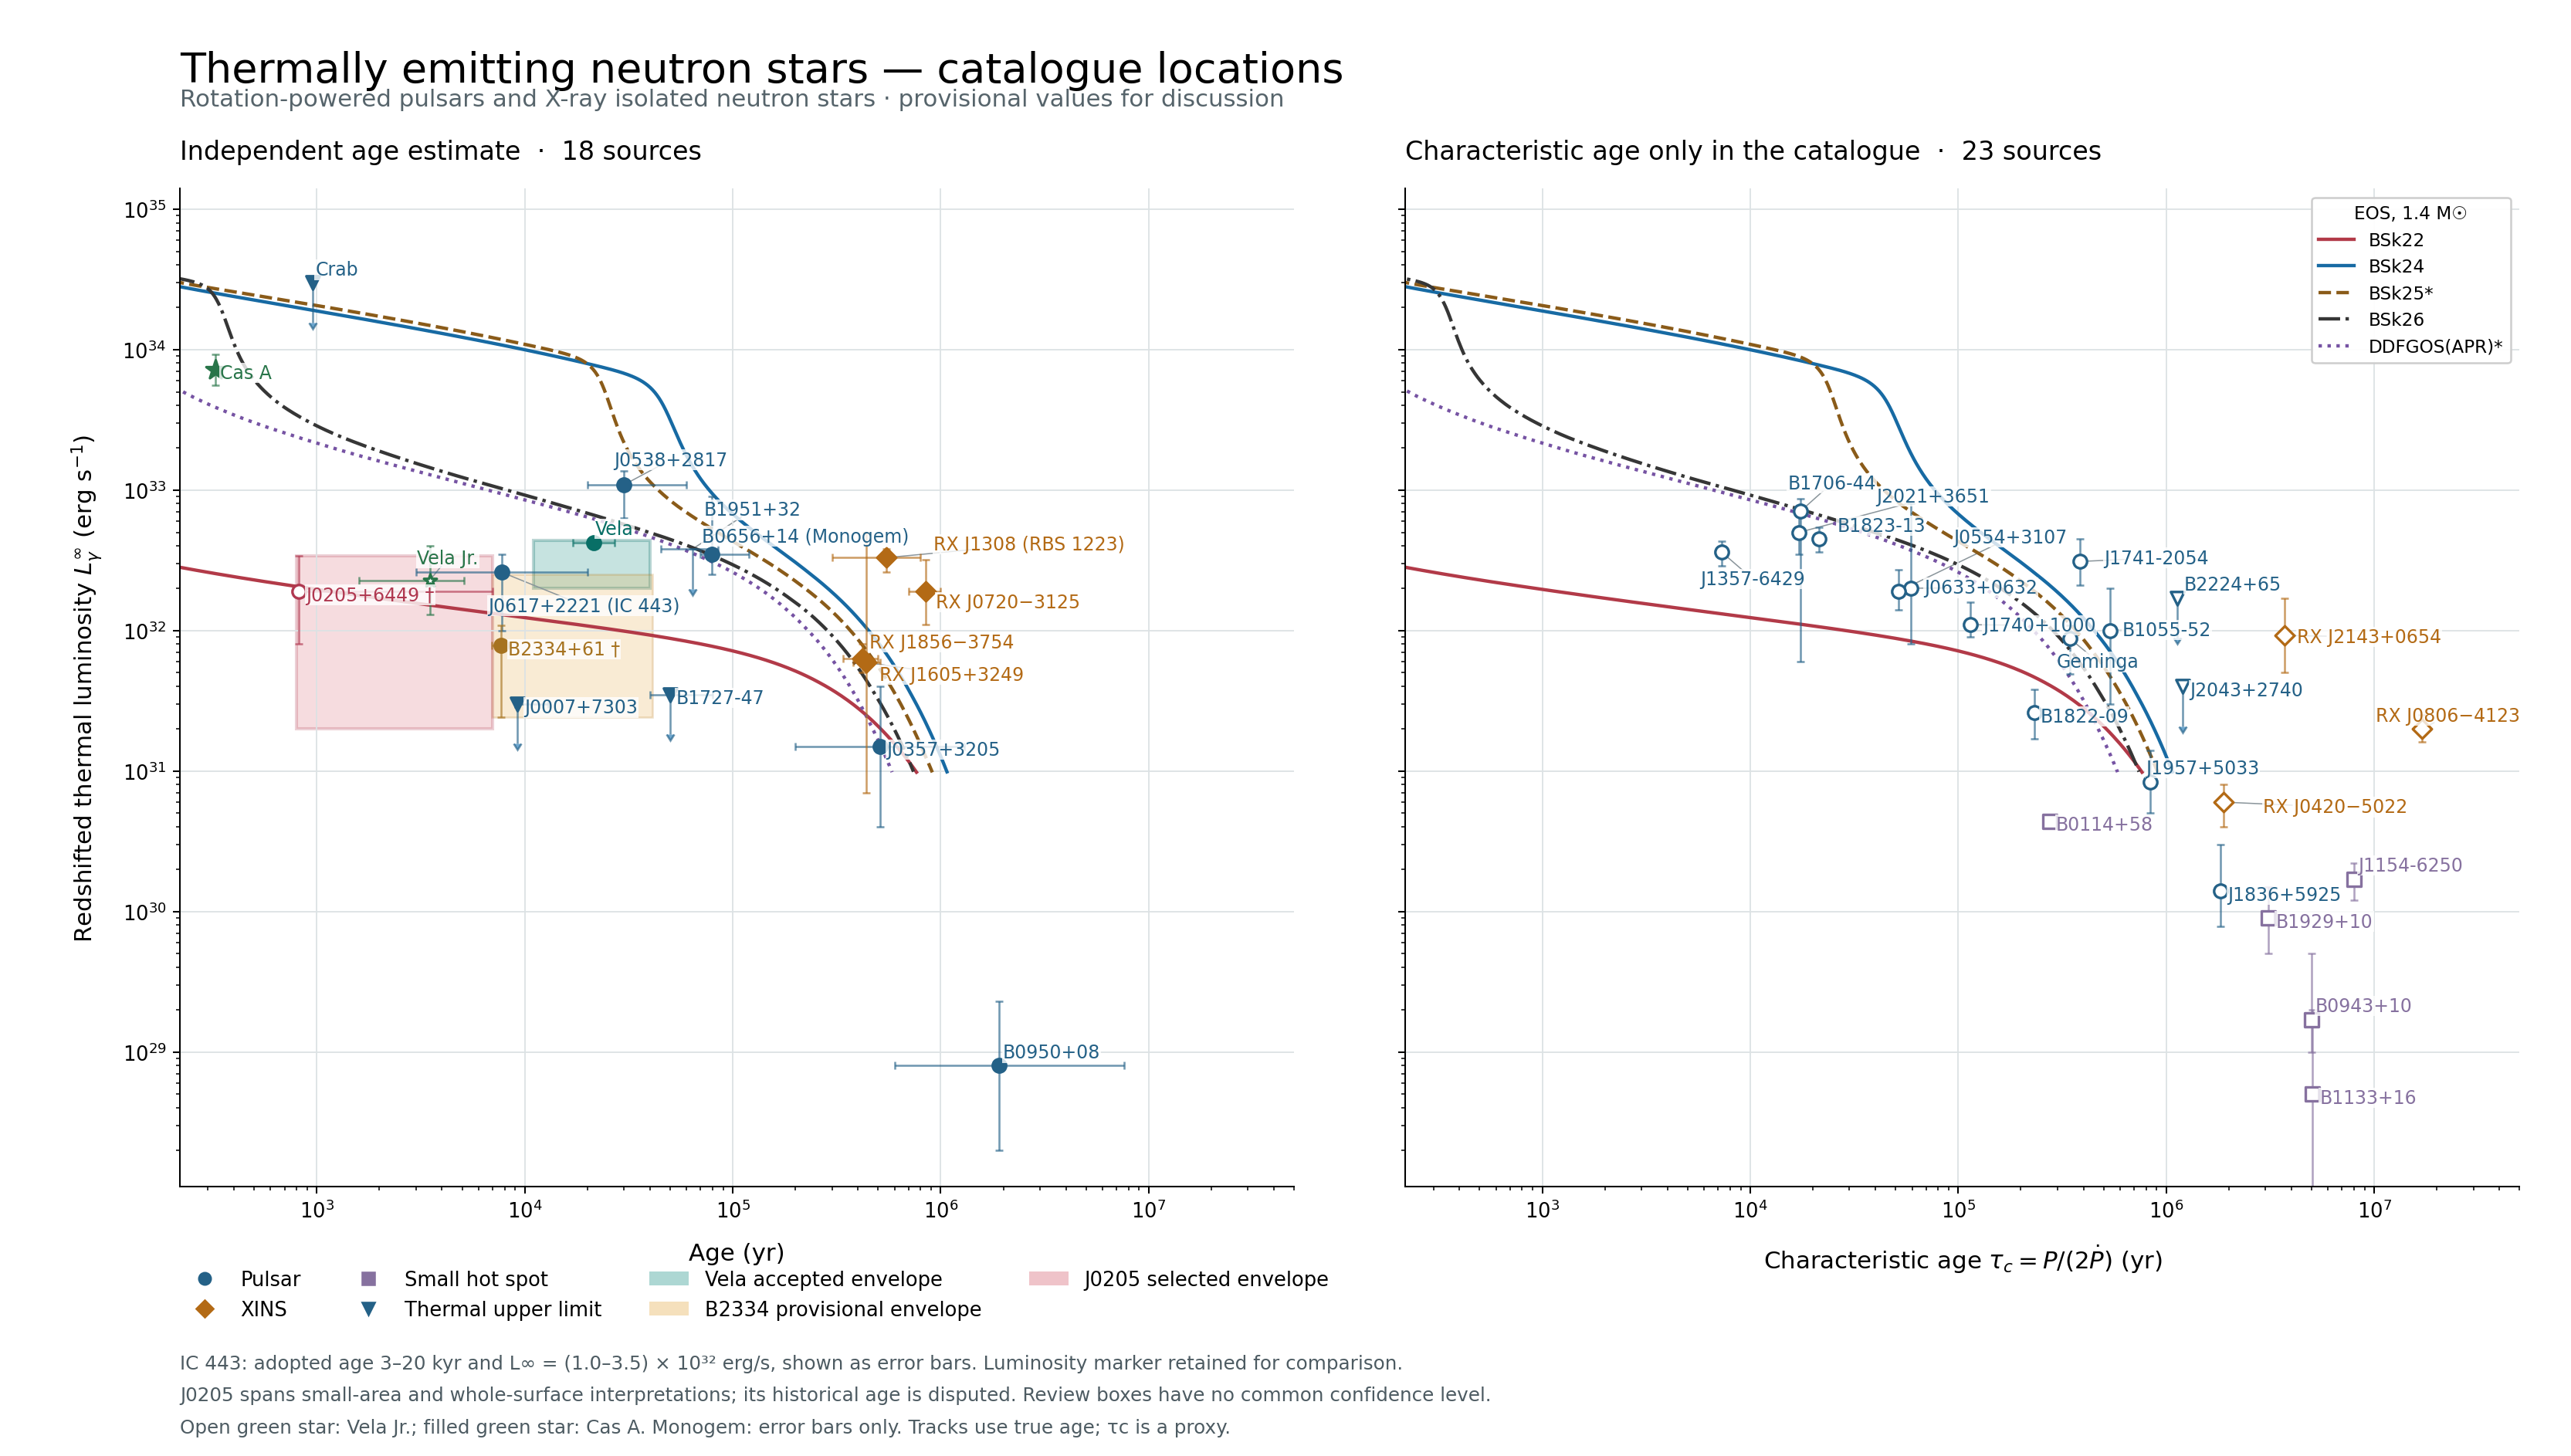 Thermally emitting neutron stars — catalogue locations
Rotation-powered pulsars and X-ray isolated neutron stars · provisional values for discussion
Independent age estimate · 18 sources
Redshifted thermal luminosity $L_\gamma^\infty$ (erg s⁻¹)
10³⁵
10³⁴
10³³
10³²
10³¹
10³⁰
10²⁹
Crab
Cas A
J0538+2817
B1951+32
Vela
B0656+14 (Monogem)
RX J1308 (RBS 1223)
Vela Jr.
J0205+6449 †
J0617+2221 (IC 443)
RX J0720−3125
B2334+61 †
RX J1856−3754
RX J1605+3249
B1727-47
J0007+7303
J0357+3205
B0950+08
10³
10⁴
10⁵
10⁶
10⁷
Age (yr)
Characteristic age only in the catalogue · 23 sources
EOS, 1.4 M☉
BSk22
BSk24
BSk25*
BSk26
DDFGOS(APR)*
B1706-44
J2021+3651
B1823-13
J0554+3107
J1357-6429
J1741-2054
J0633+0632
B2224+65
J1740+1000
B1055-52
RX J2143+0654
Geminga
J2043+2740
B1822-09
RX J0806−4123
J1957+5033
RX J0420−5022
B0114+58
J1154-6250
J1836+5925
B1929+10
B0943+10
B1133+16
10³
10⁴
10⁵
10⁶
10⁷
Characteristic age $\tau_c = P/(2\dot{P})$ (yr)
Pulsar
XINS
Small hot spot
Thermal upper limit
Vela accepted envelope
B2334 provisional envelope
J0205 selected envelope
IC 443: adopted age 3–20 kyr and L∞ = (1.0–3.5) × 10³² erg/s, shown as error bars. Luminosity marker retained for comparison.
J0205 spans small-area and whole-surface interpretations; its historical age is disputed. Review boxes have no common confidence level.
Open green star: Vela Jr.; filled green star: Cas A. Monogem: error bars only. Tracks use true age; τc is a proxy.